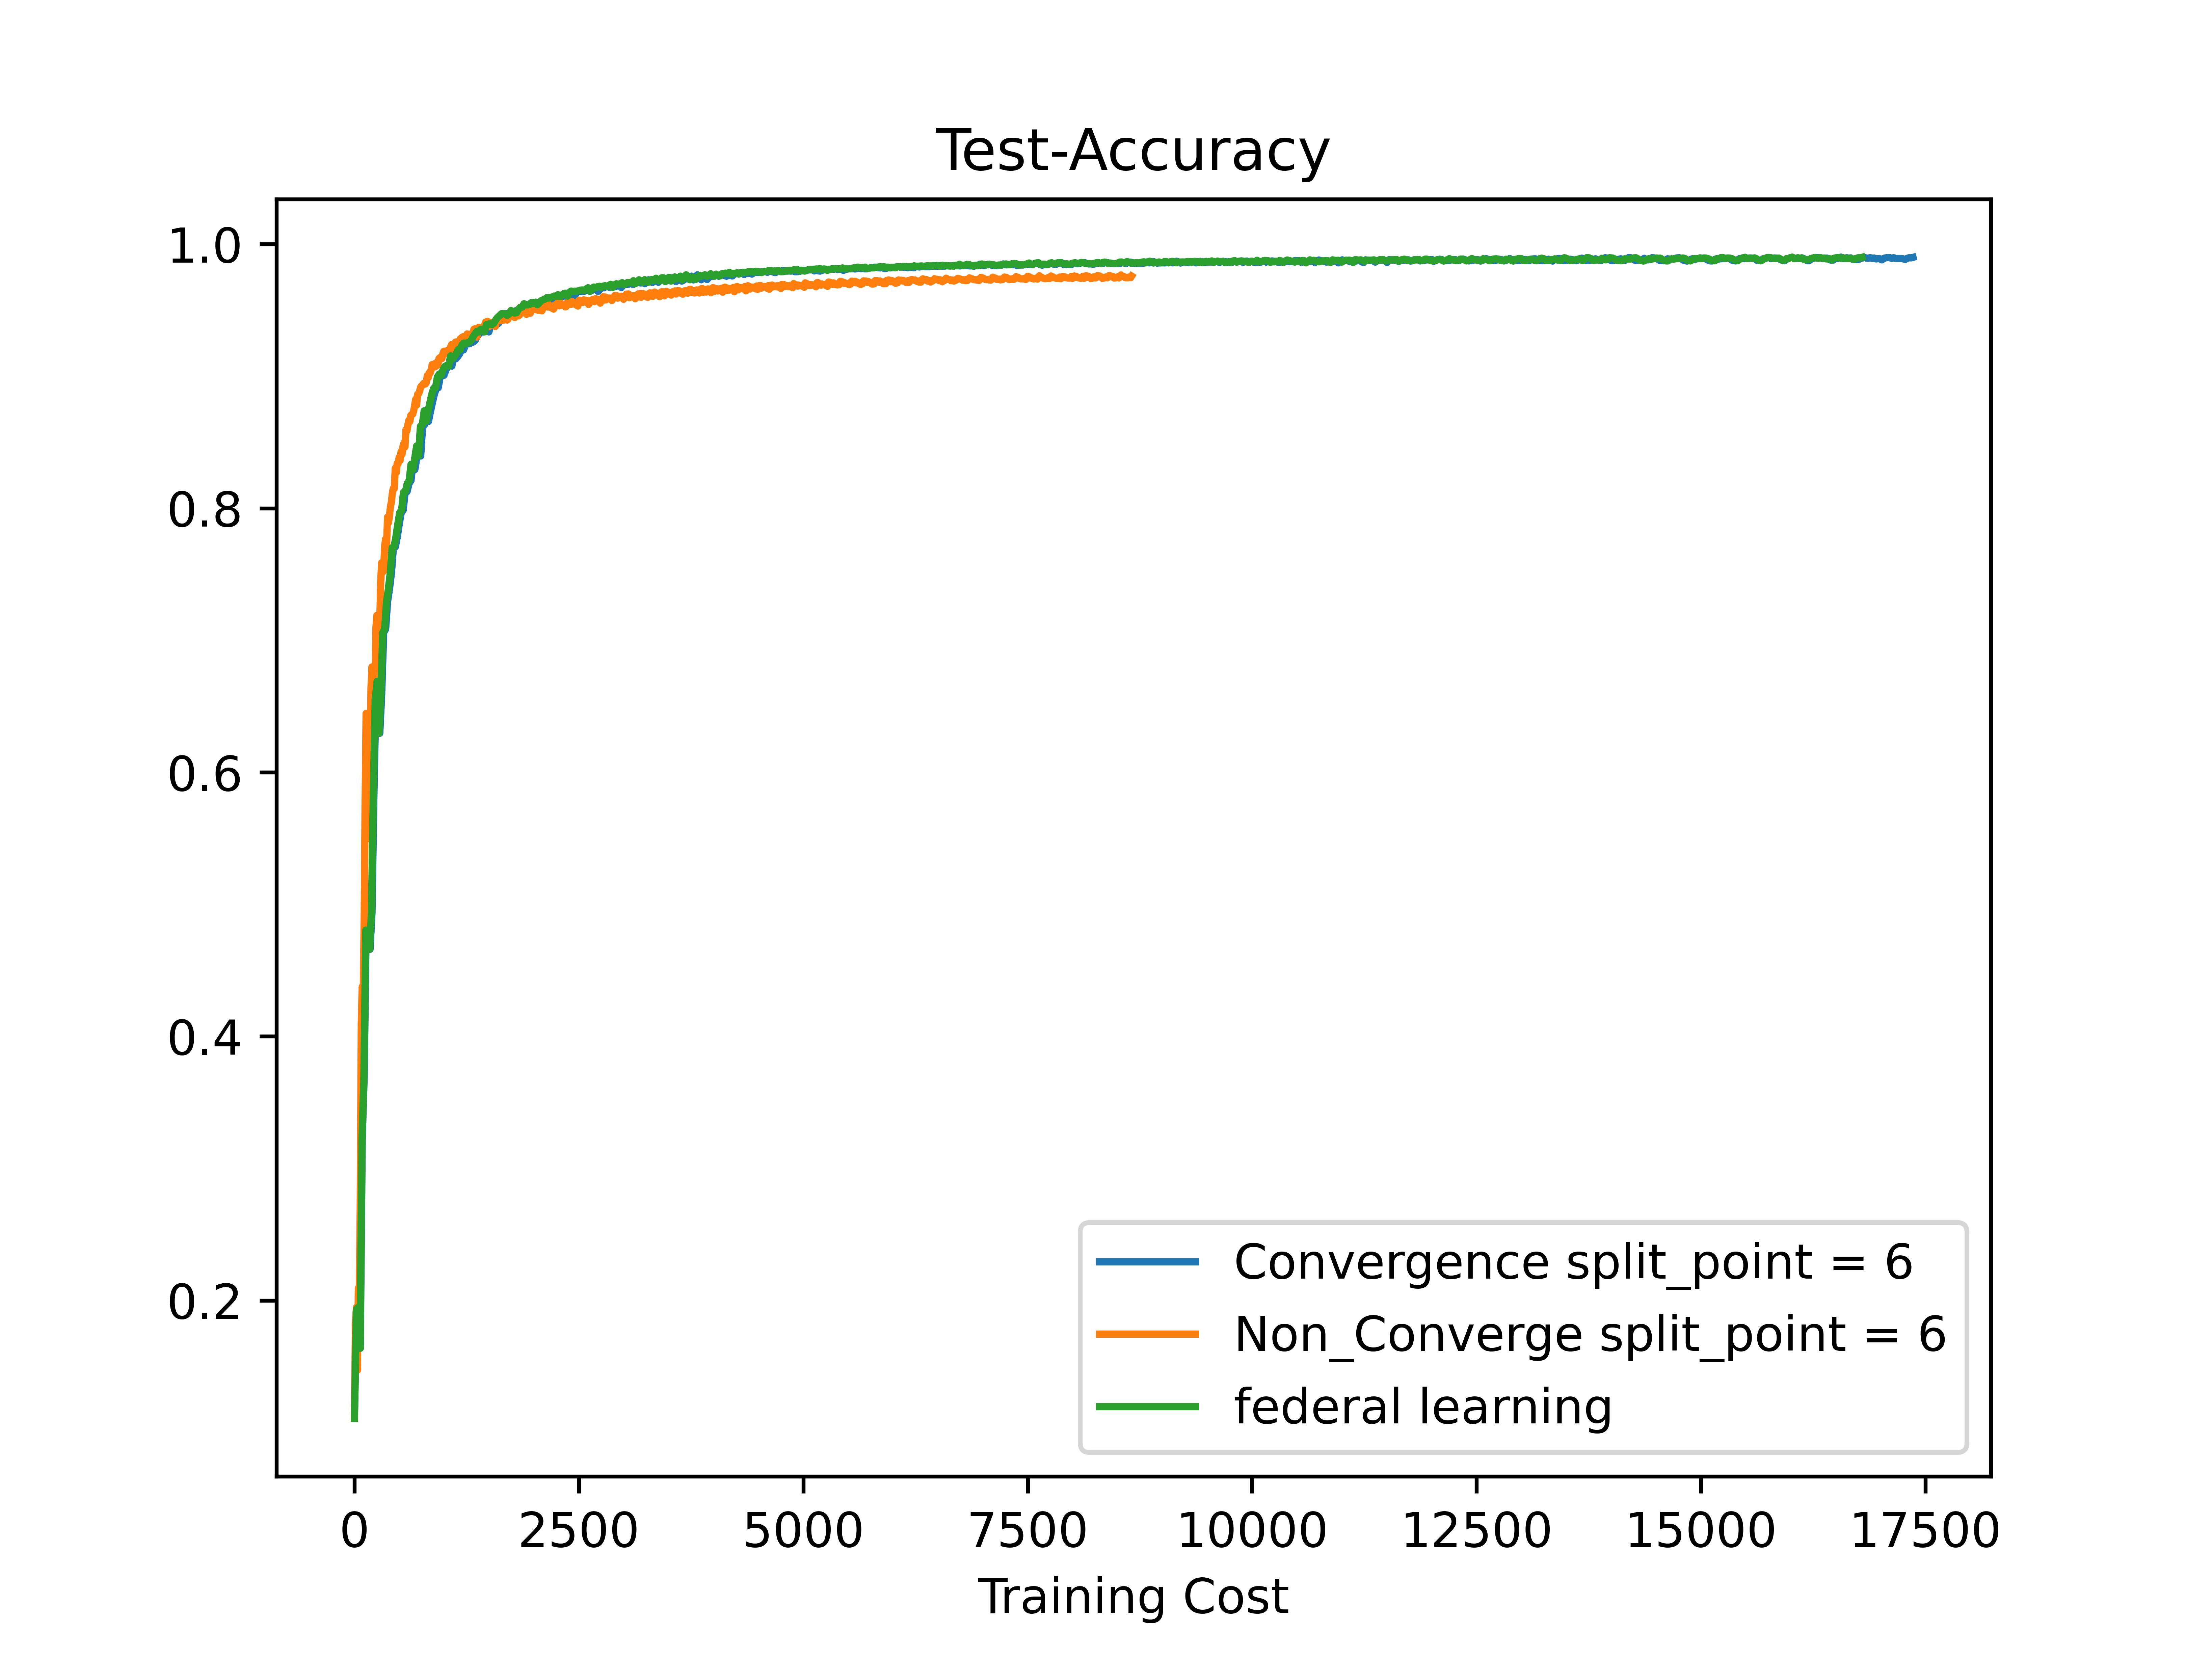 Test-Accuracy
1.0
0.8
0.6
0.4
0.2
Convergence split_point = 6
Non_Converge split_point = 6
federal learning
0 2500 5000 7500 10000 12500 15000 17500
Training Cost